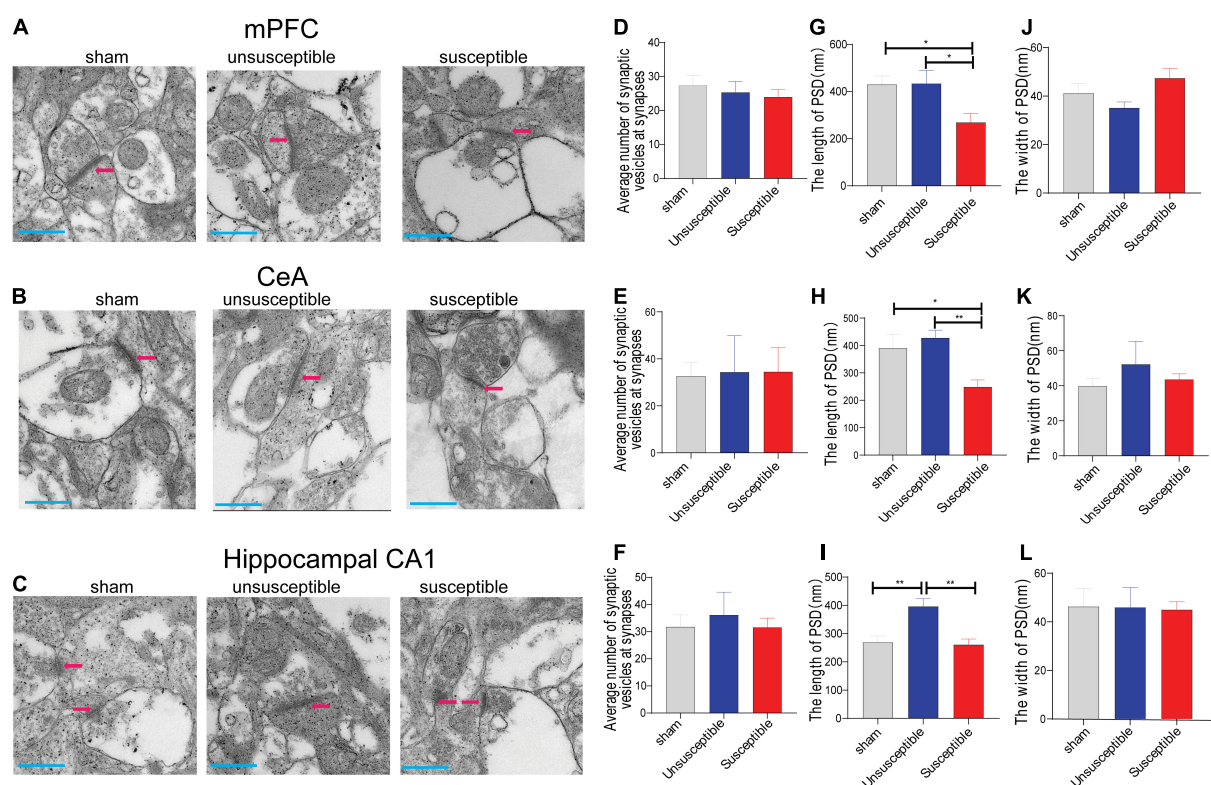 A
mPFC
sham
unsusceptible
susceptible
B
CeA
sham
unsusceptible
susceptible
C
Hippocampal CA1
sham
unsusceptible
susceptible
D
Average number of synaptic
vesicles at synapses
40
30
20
10
0
sham
Unsusceptible
Susceptible
G
The length of PSD(nm)
600
400
200
0
*
*
sham
Unsusceptible
Susceptible
J
The width of PSD(nm)
60
40
20
0
sham
Unsusceptible
Susceptible
E
Average number of synaptic
vesicles at synapses
60
40
20
0
sham
Unsusceptible
Susceptible
H
The length of PSD(nm)
500
400
300
200
100
0
*
**
sham
Unsusceptible
Susceptible
K
The width of PSD(nm)
80
60
40
20
0
sham
Unsusceptible
Susceptible
F
Average number of synaptic
vesicles at synapses
50
40
30
20
10
0
sham
Unsusceptible
Susceptible
I
The length of PSD(nm)
500
400
300
200
100
0
**
**
sham
Unsusceptible
Susceptible
L
The width of PSD(nm)
60
40
20
0
sham
Unsusceptible
Susceptible